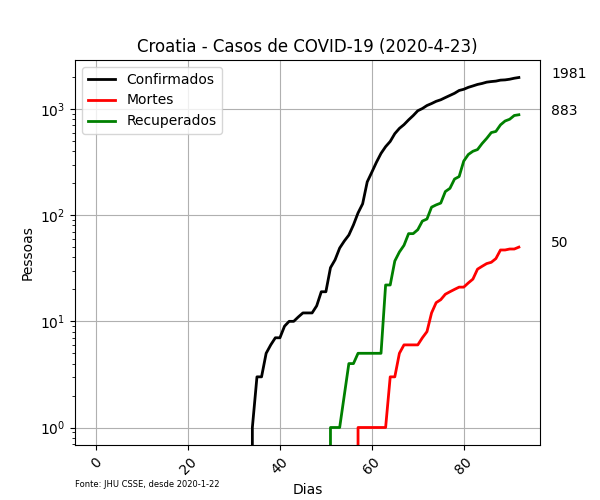 Croatia - Casos de COVID-19 (2020-4-23)
Confirmados
Mortes
Recuperados
1981
883
50
10³
10²
10¹
10⁰
Pessoas
0
20
40
60
80
Dias
Fonte: JHU CSSE, desde 2020-1-22